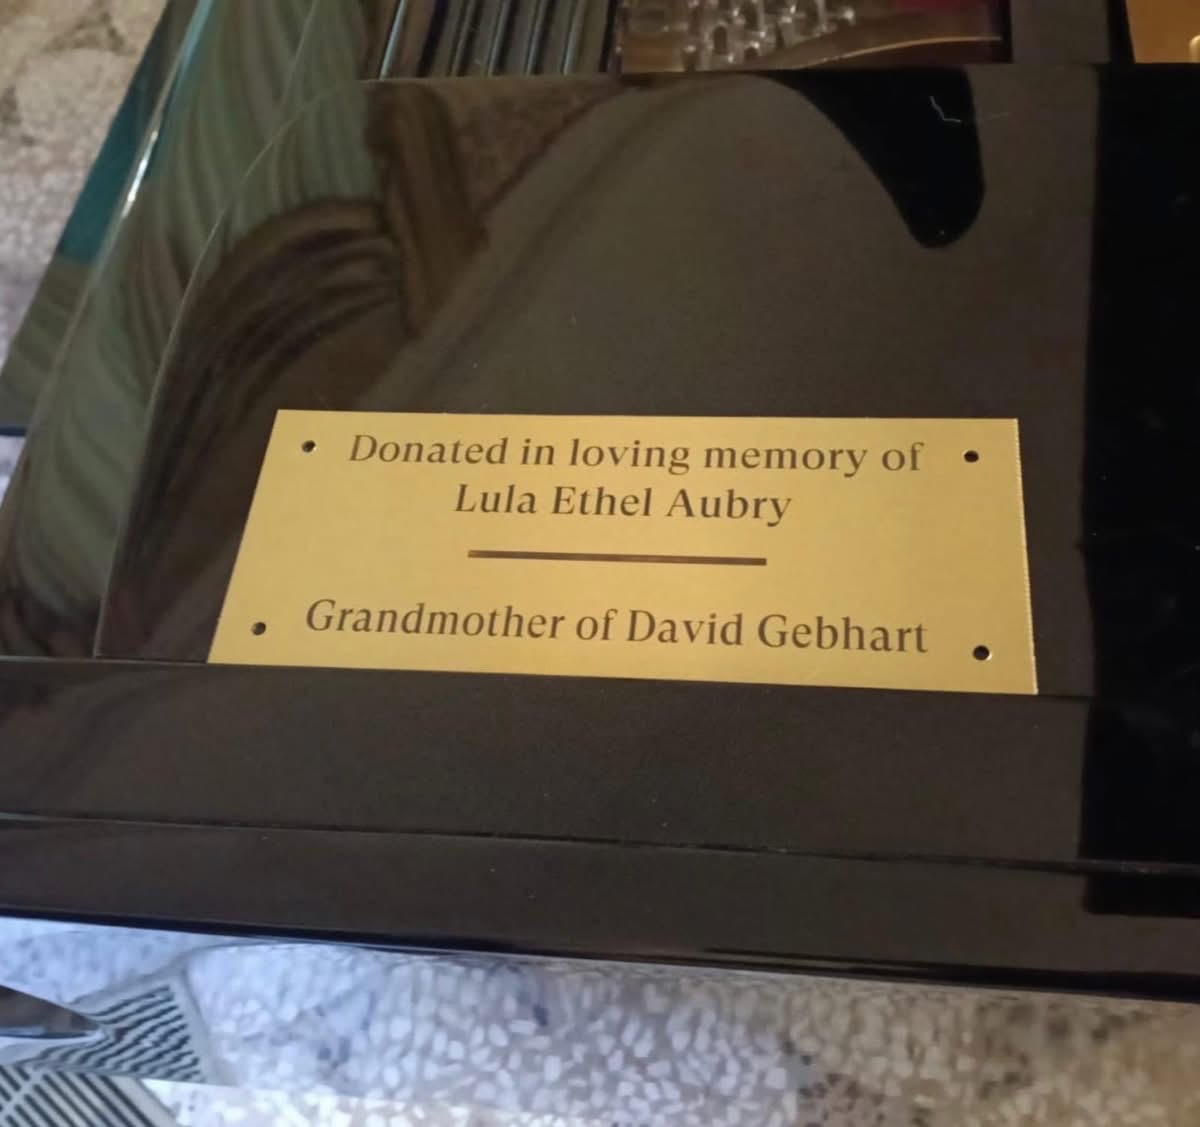 Donated in loving memory of
Lula Ethel Aubry
Grandmother of David Gebhart